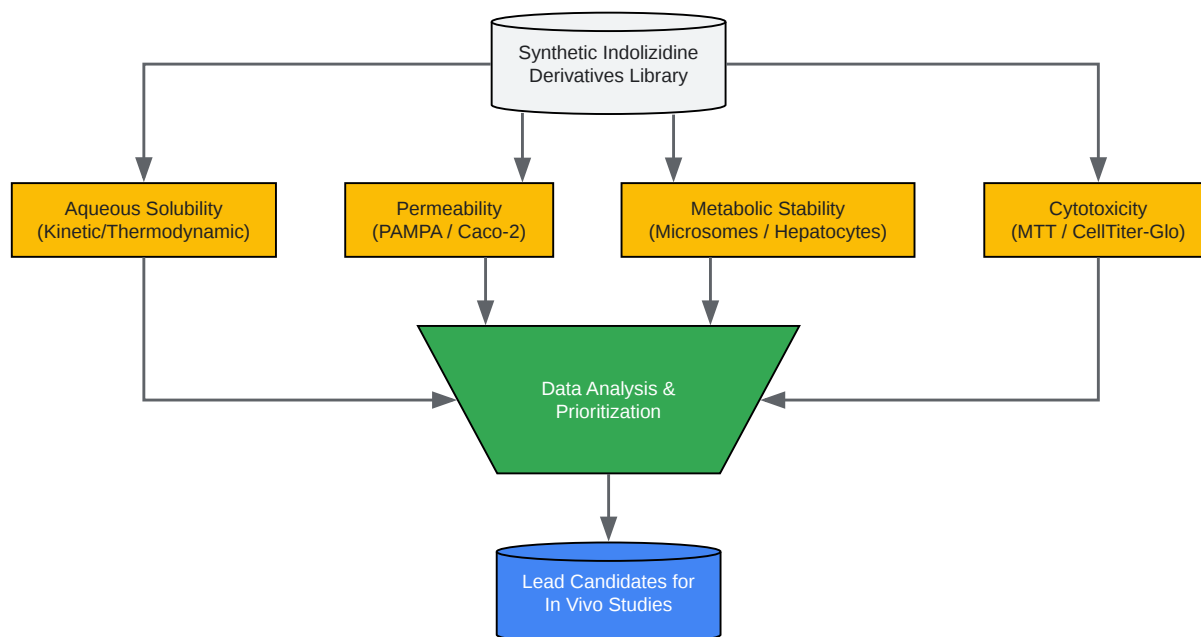 Synthetic Indolizidine
Derivatives Library
Aqueous Solubility
(Kinetic/Thermodynamic)
Permeability
(PAMPA / Caco-2)
Metabolic Stability
(Microsomes / Hepatocytes)
Cytotoxicity
(MTT / CellTiter-Glo)
Data Analysis &
Prioritization
Lead Candidates for
In Vivo Studies